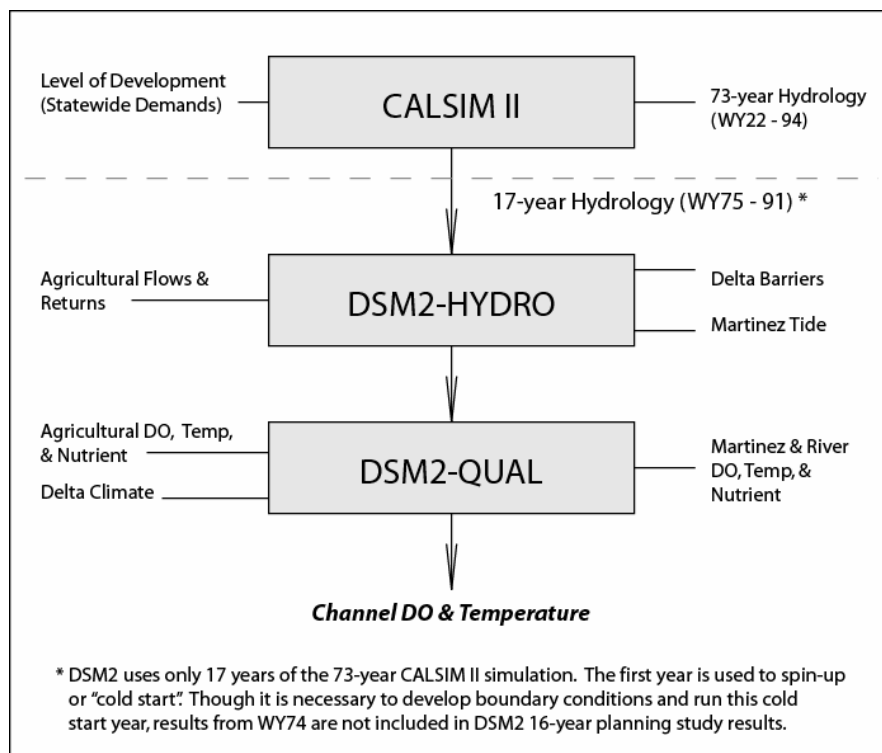 Level of Development
(Statewide Demands)
CALSIM II
73-year Hydrology
(WY22 - 94)
17-year Hydrology (WY75 - 91) *
Agricultural Flows &
Returns
DSM2-HYDRO
Delta Barriers
Martinez Tide
Agricultural DO, Temp,
& Nutrient
Delta Climate
DSM2-QUAL
Martinez & River
DO, Temp, &
Nutrient
Channel DO & Temperature
* DSM2 uses only 17 years of the 73-year CALSIM II simulation. The first year is used to spin-up
or “cold start”. Though it is necessary to develop boundary conditions and run this cold
start year, results from WY74 are not included in DSM2 16-year planning study results.